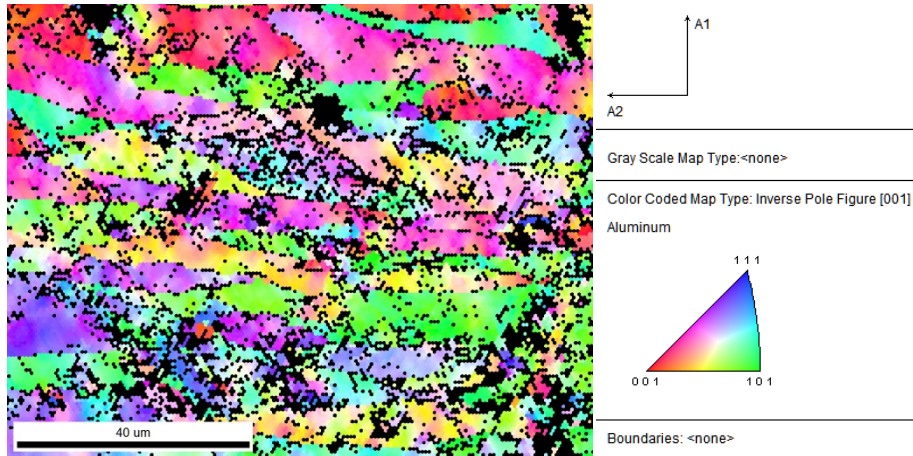 A1
A2
Gray Scale Map Type:<none>
Color Coded Map Type: Inverse Pole Figure [001]
Aluminum
1 1 1
0 0 1
1 0 1
40 um
Boundaries: <none>